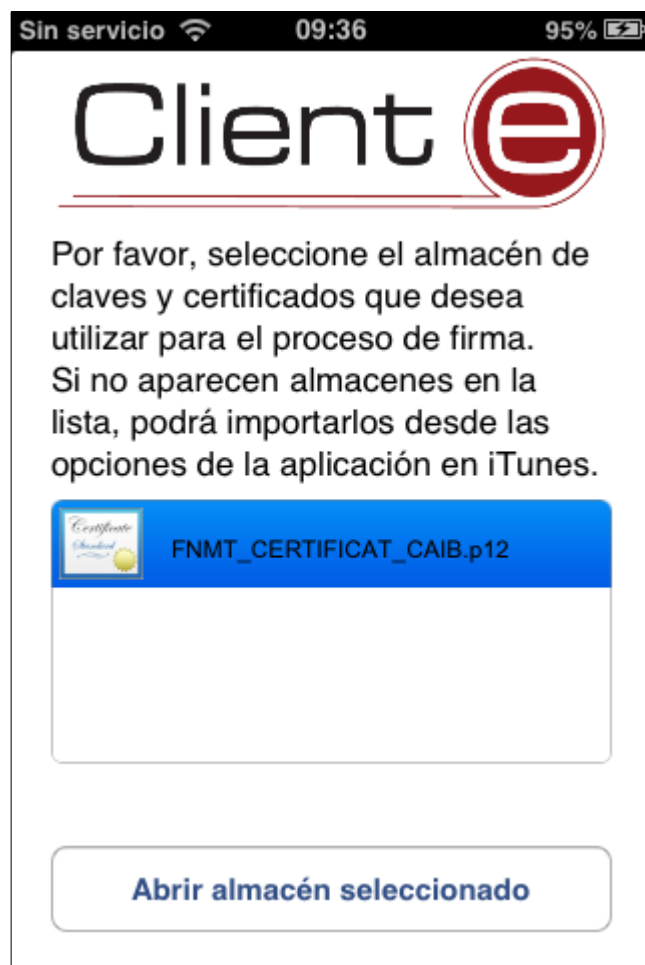 Sin servicio 09:36 95%
Client e
Por favor, seleccione el almacén de
claves y certificados que desea
utilizar para el proceso de firma.
Si no aparecen almacenes en la
lista, podrá importarlos desde las
opciones de la aplicación en iTunes.
Certificate
Standard
FNMT_CERTIFICAT_CAIB.p12
Abrir almacén seleccionado